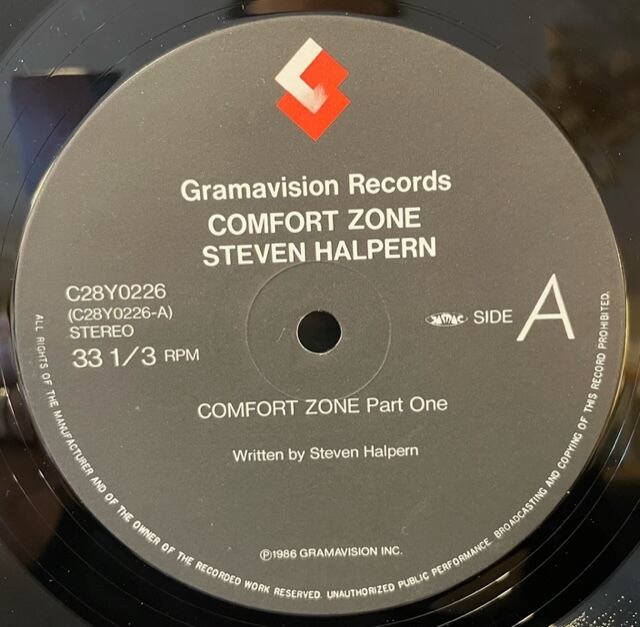 Gramavision Records
COMFORT ZONE
STEVEN HALPERN
C28Y0226
(C28Y0226-A)
STEREO
33 1/3 RPM
JASRAC
SIDE A
COMFORT ZONE Part One
Written by Steven Halpern
Ⓟ1986 GRAMAVISION INC.
ALL RIGHTS OF THE MANUFACTURER AND OF THE OWNER OF THE RECORDED WORK RESERVED. UNAUTHORIZED PUBLIC PERFORMANCE. BROADCASTING AND COPYING OF THIS RECORD PROHIBITED.